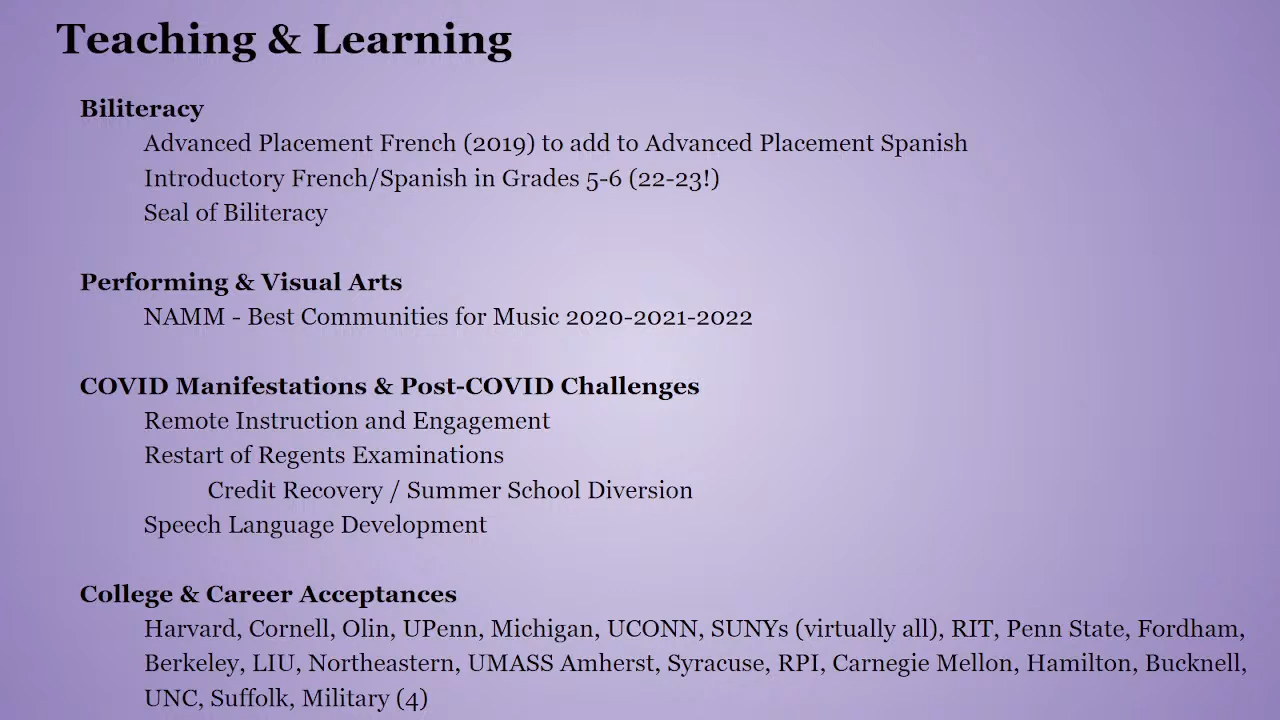 Teaching & Learning
Biliteracy
Advanced Placement French (2019) to add to Advanced Placement Spanish
Introductory French/Spanish in Grades 5-6 (22-23!)
Seal of Biliteracy
Performing & Visual Arts
NAMM - Best Communities for Music 2020-2021-2022
COVID Manifestations & Post-COVID Challenges
Remote Instruction and Engagement
Restart of Regents Examinations
Credit Recovery / Summer School Diversion
Speech Language Development
College & Career Acceptances
Harvard, Cornell, Olin, UPenn, Michigan, UCONN, SUNYs (virtually all), RIT, Penn State, Fordham,
Berkeley, LIU, Northeastern, UMASS Amherst, Syracuse, RPI, Carnegie Mellon, Hamilton, Bucknell,
UNC, Suffolk, Military (4)